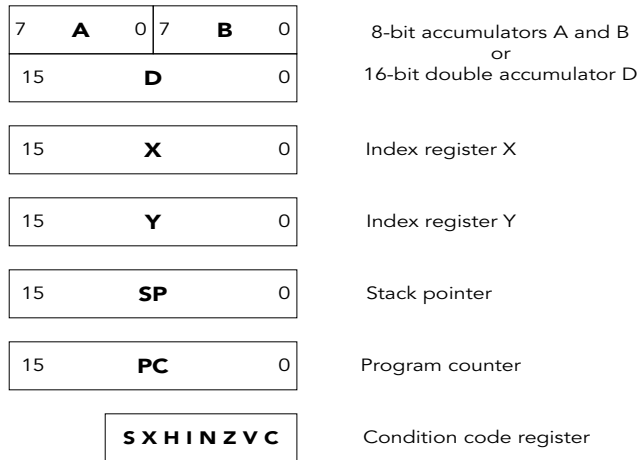 7 A 0 7 B 0
8-bit accumulators A and B
or
15 D 0
16-bit double accumulator D
15 X 0
Index register X
15 Y 0
Index register Y
15 SP 0
Stack pointer
15 PC 0
Program counter
S X H I N Z V C
Condition code register